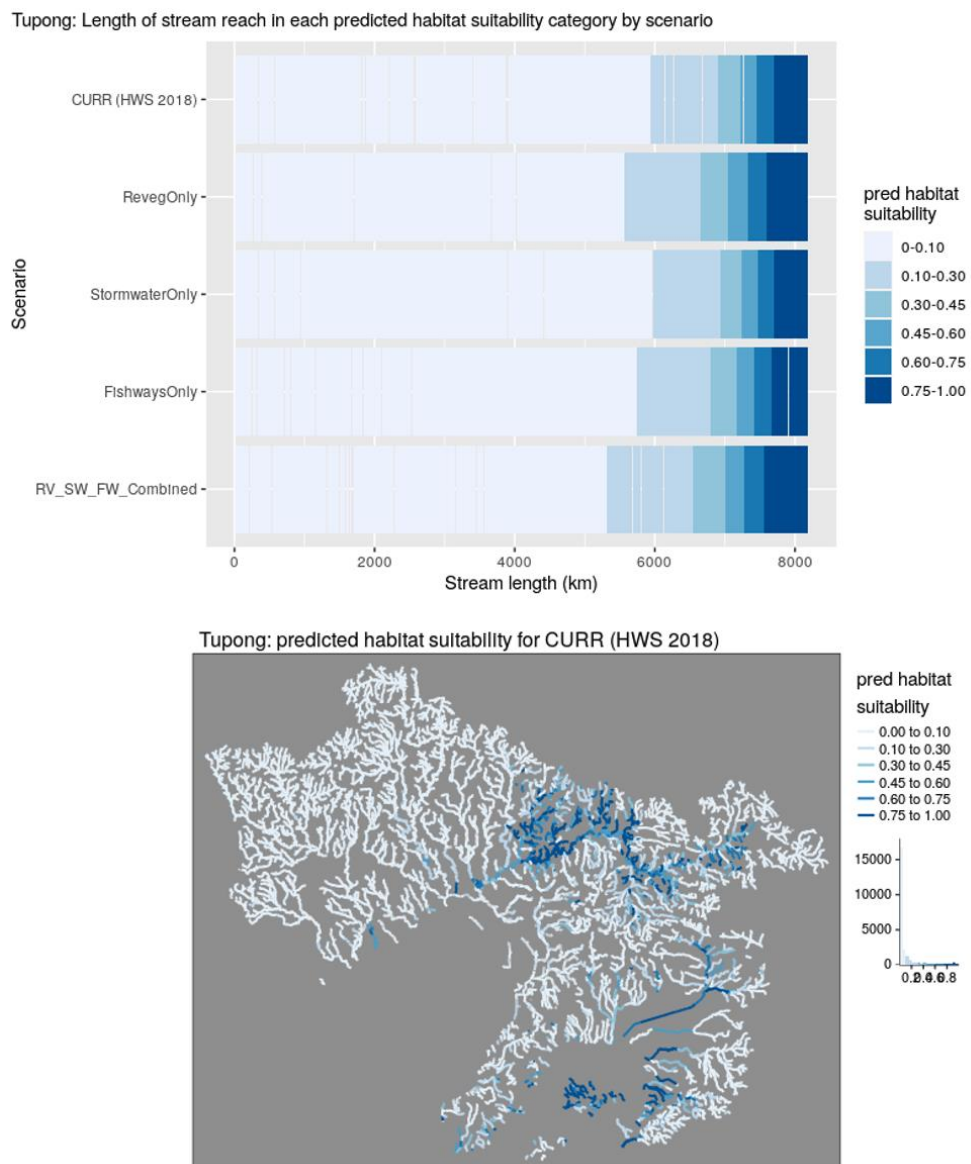 Tupong: Length of stream reach in each predicted habitat suitability category by scenario
CURR (HWS 2018)
RevegOnly
StormwaterOnly
FishwaysOnly
RV_SW_FW_Combined
Scenario
0 2000 4000 6000 8000
Stream length (km)
pred habitat
suitability
0-0.10
0.10-0.30
0.30-0.45
0.45-0.60
0.60-0.75
0.75-1.00
Tupong: predicted habitat suitability for CURR (HWS 2018)
pred habitat
suitability
0.00 to 0.10
0.10 to 0.30
0.30 to 0.45
0.45 to 0.60
0.60 to 0.75
0.75 to 1.00
15000
10000
5000
0
0.20.40.60.8